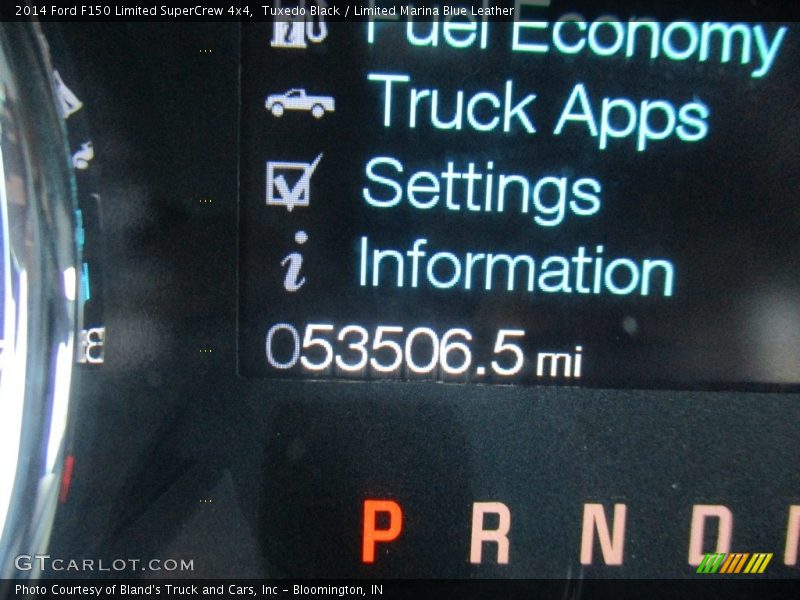 2014 Ford F150 Limited SuperCrew 4x4, Tuxedo Black / Limited Marina Blue Leather
Fuel Economy
Truck Apps
Settings
Information
053506.5 mi
P R N D
GTCARLOT.COM
Photo Courtesy of Bland's Truck and Cars, Inc - Bloomington, IN